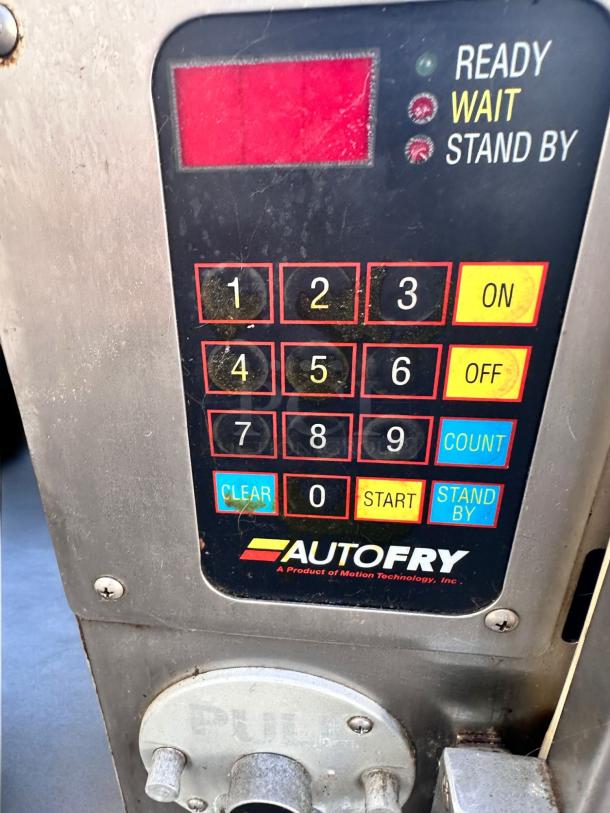 READY
WAIT
STAND BY
1 2 3 ON
4 5 6 OFF
7 8 9 COUNT
CLEAR 0 START STAND BY
AUTOFRY
A Product of Motion Technology, Inc.
PULL